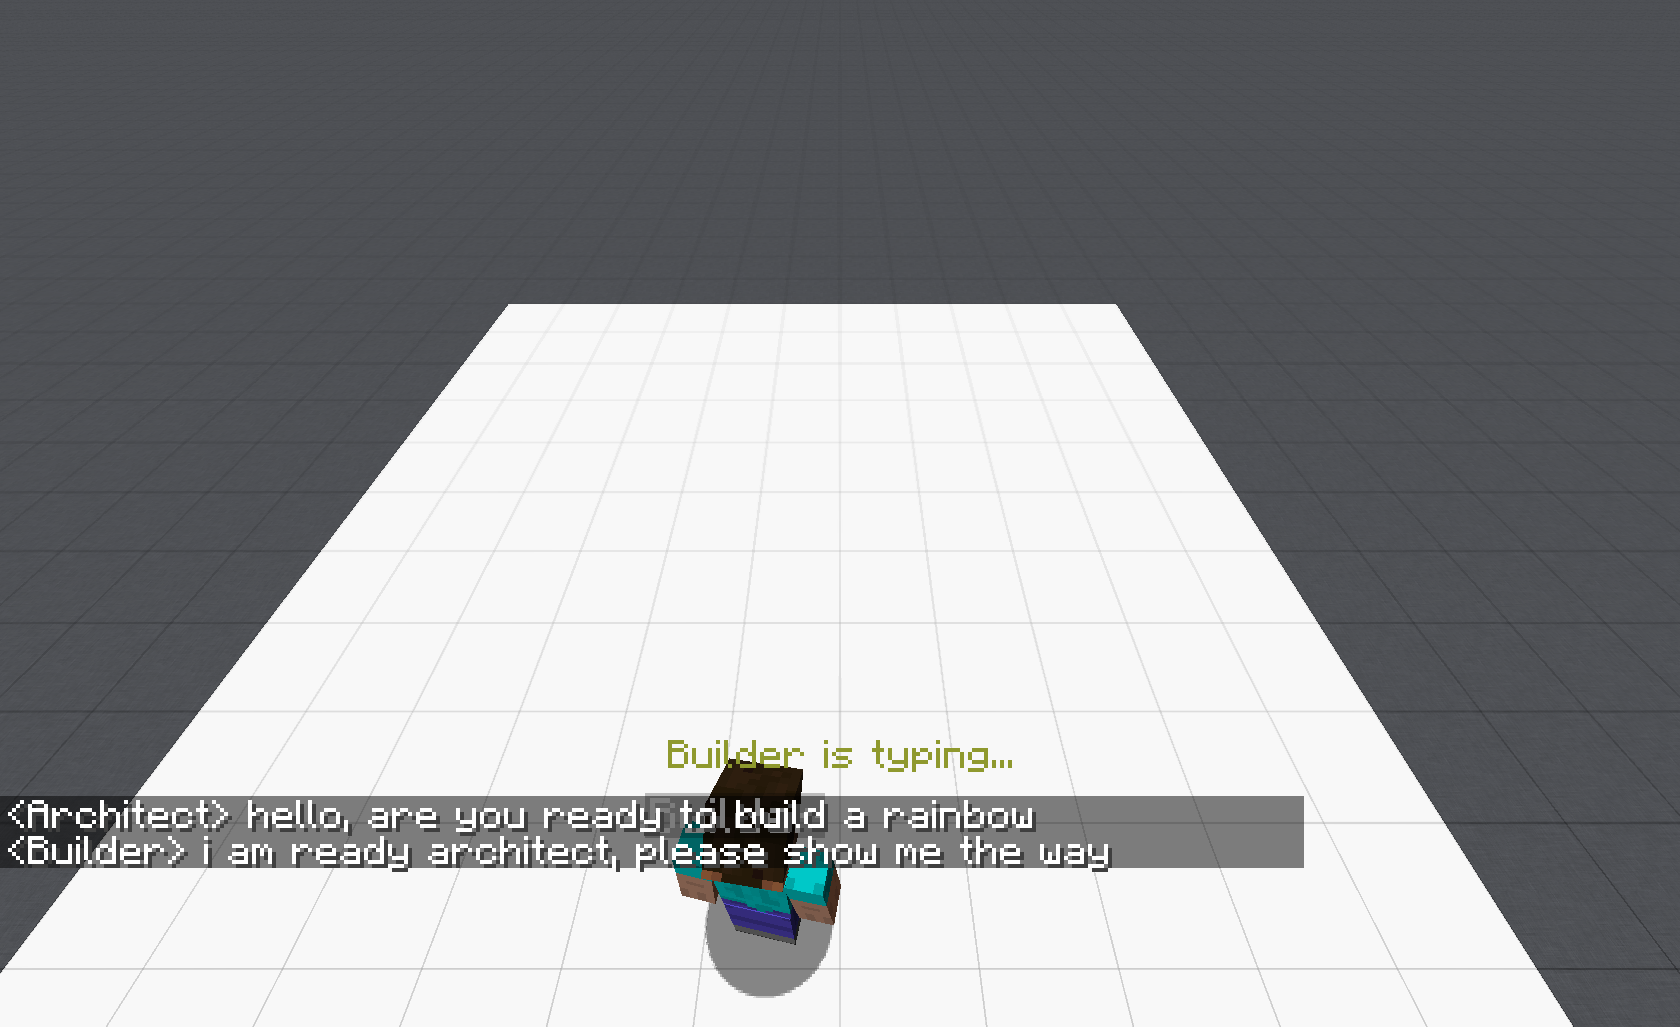 Builder is typing...
<Architect> hello, are you ready to build a rainbow
<Builder> i am ready architect, please show me the way